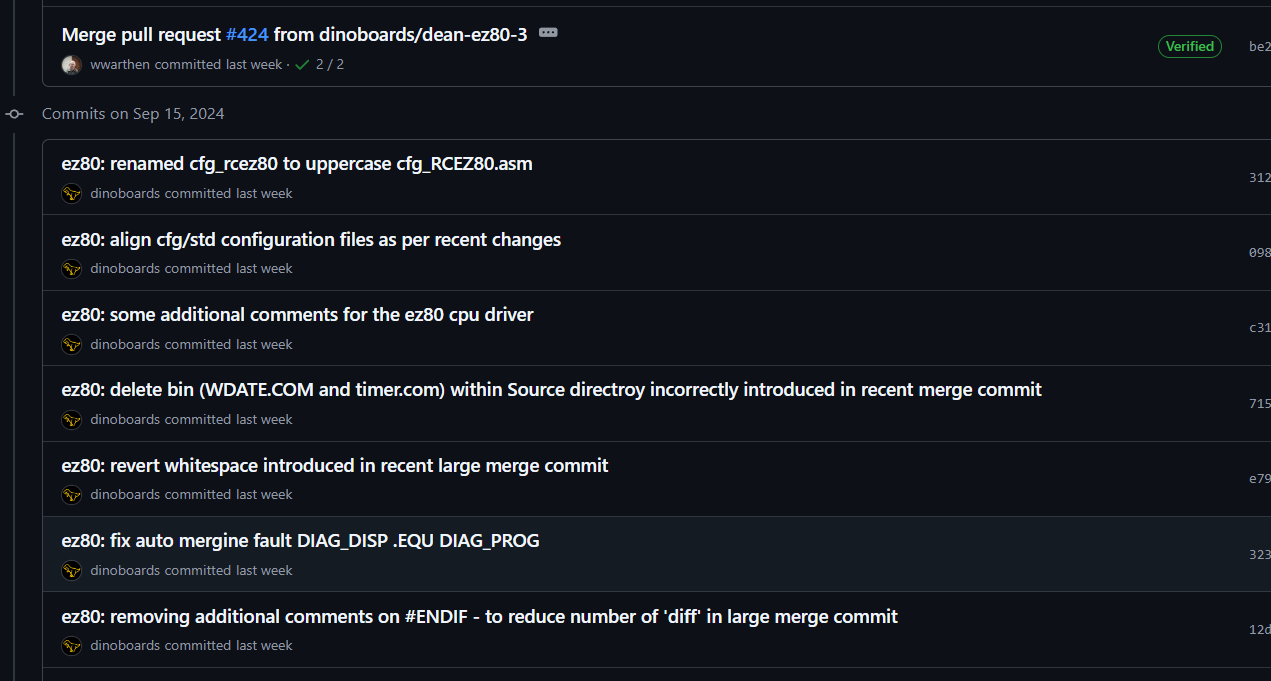 Merge pull request #424 from dinoboards/dean-ez80-3
wwarthen committed last week · 2 / 2
Verified
be2
Commits on Sep 15, 2024
ez80: renamed cfg_rcez80 to uppercase cfg_RCEZ80.asm
dinoboards committed last week
312
ez80: align cfg/std configuration files as per recent changes
dinoboards committed last week
098
ez80: some additional comments for the ez80 cpu driver
dinoboards committed last week
c31
ez80: delete bin (WDATE.COM and timer.com) within Source directroy incorrectly introduced in recent merge commit
dinoboards committed last week
715
ez80: revert whitespace introduced in recent large merge commit
dinoboards committed last week
e79
ez80: fix auto mergine fault DIAG_DISP .EQU DIAG_PROG
dinoboards committed last week
323
ez80: removing additional comments on #ENDIF - to reduce number of 'diff' in large merge commit
dinoboards committed last week
12d